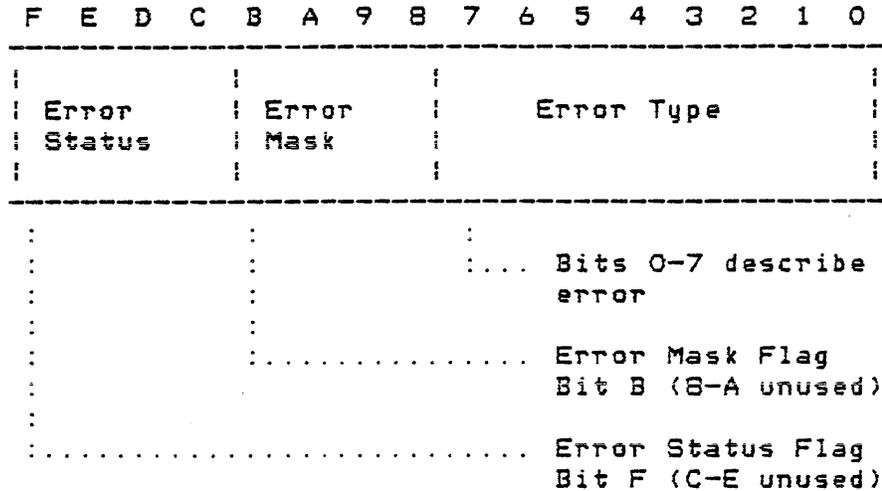 F E D C B A 9 8 7 6 5 4 3 2 1 0
Error Error Error Type
Status Mask
Bits 0-7 describe
error
Error Mask Flag
Bit B (8-A unused)
Error Status Flag
Bit F (C-E unused)